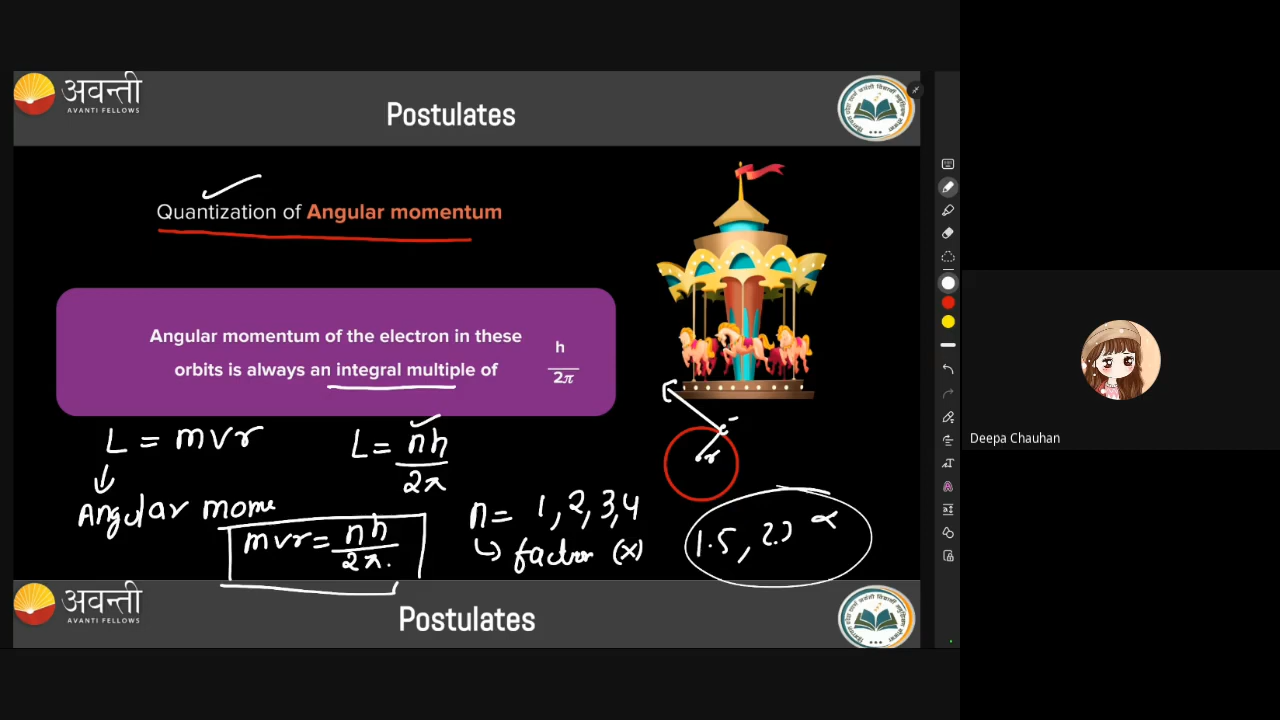 अवन्ती
AVANTI FELLOWS
Postulates
Quantization of Angular momentum
Angular momentum of the electron in these
orbits is always an integral multiple of h/2π
L = mvr
L = nh/2π
Angular mome
mvr = nh/2π.
n = 1, 2, 3, 4
↳ factor (x)
1.5, 2.
e⁻
r
Deepa Chauhan
अवन्ती
AVANTI FELLOWS
Postulates